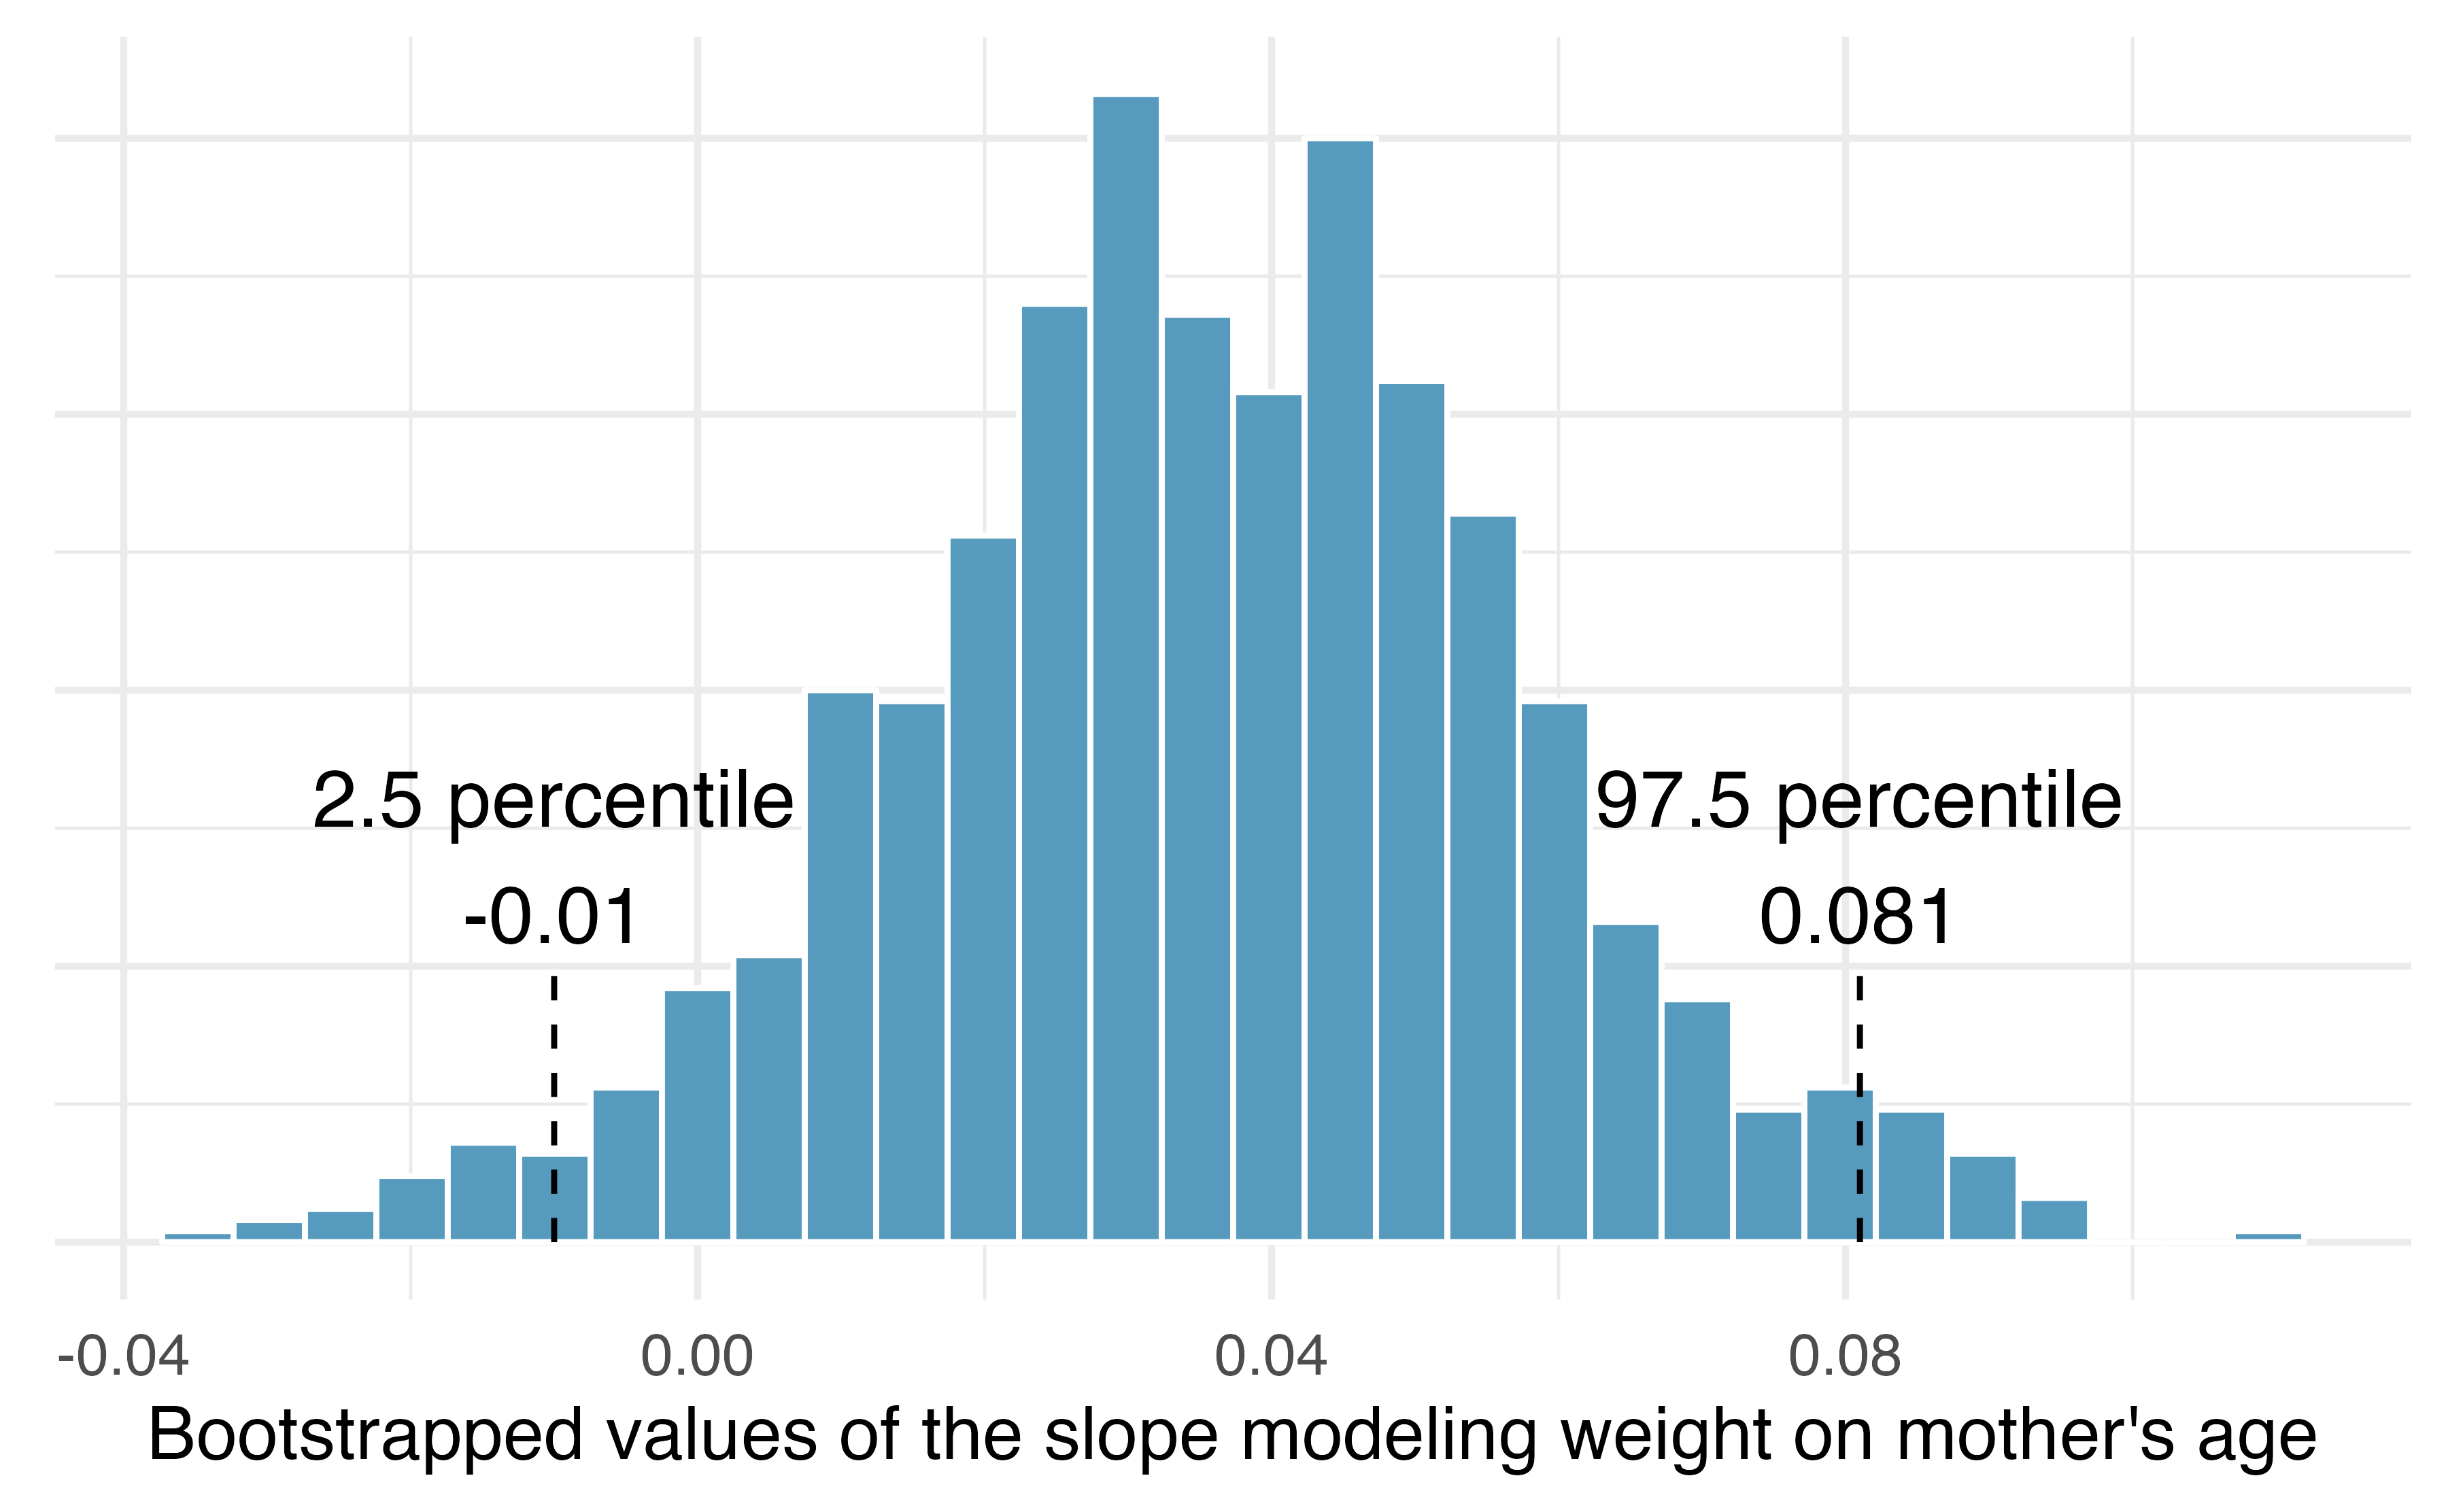 2.5 percentile
97.5 percentile
-0.01
0.081
-0.04
0.00
0.04
0.08
Bootstrapped values of the slope modeling weight on mother's age